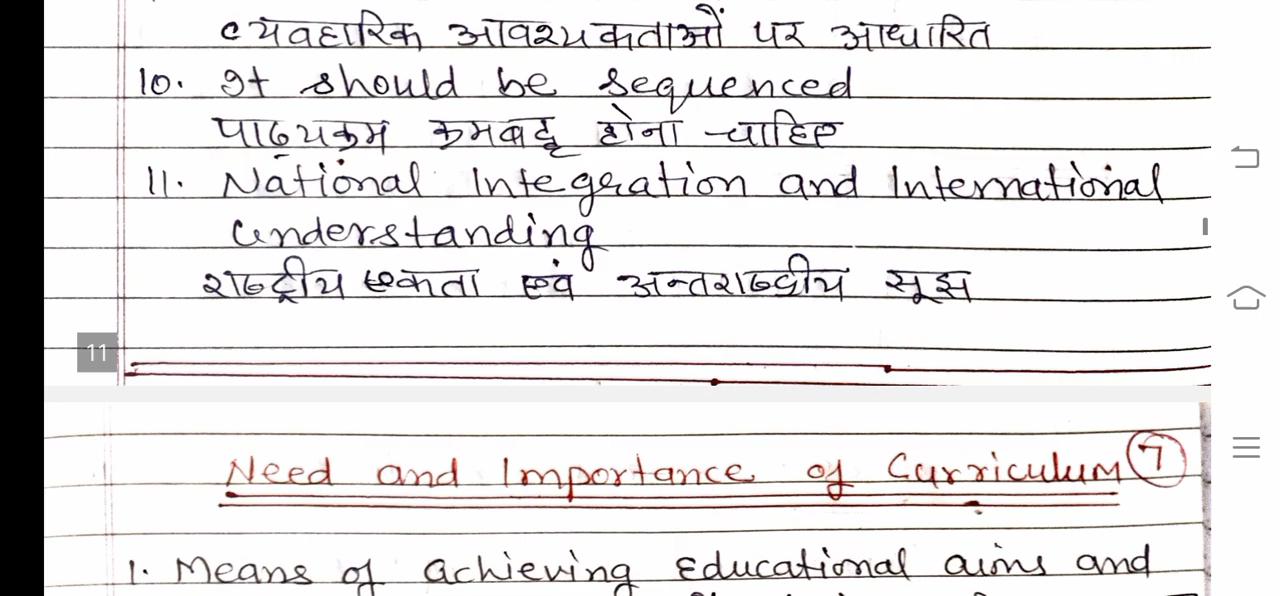 व्यवहारिक आवश्यकताओं पर आधारित
10. It should be sequenced
पाठ्यक्रम क्रमबद्ध होना चाहिए
11. National Integration and International
understanding
राष्ट्रीय एकता एवं अन्तराष्ट्रीय सूझ
11
Need and Importance of Curriculum 7
1. Means of achieving Educational aims and